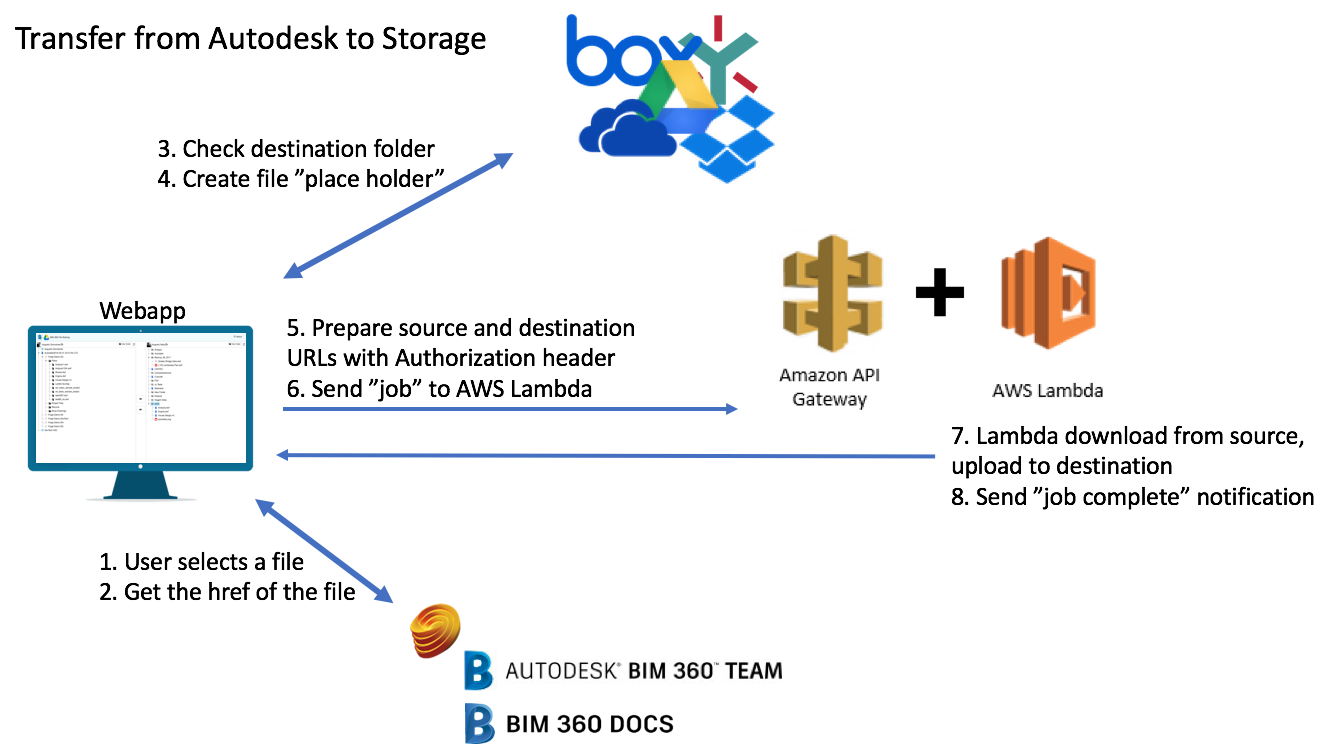 Transfer from Autodesk to Storage
box
3. Check destination folder
4. Create file ”place holder”
Webapp
5. Prepare source and destination
URLs with Authorization header
6. Send ”job” to AWS Lambda
Amazon API
Gateway
AWS Lambda
7. Lambda download from source,
upload to destination
8. Send ”job complete” notification
1. User selects a file
2. Get the href of the file
AUTODESK® BIM 360™ TEAM
BIM 360 DOCS